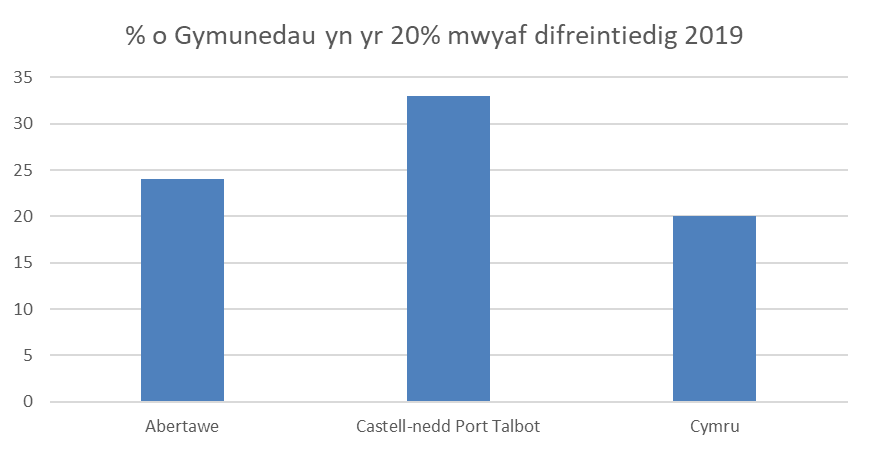 % o Gymunedau yn yr 20% mwyaf difreintiedig 2019
35
30
25
20
15
10
5
0
Abertawe
Castell-nedd Port Talbot
Cymru